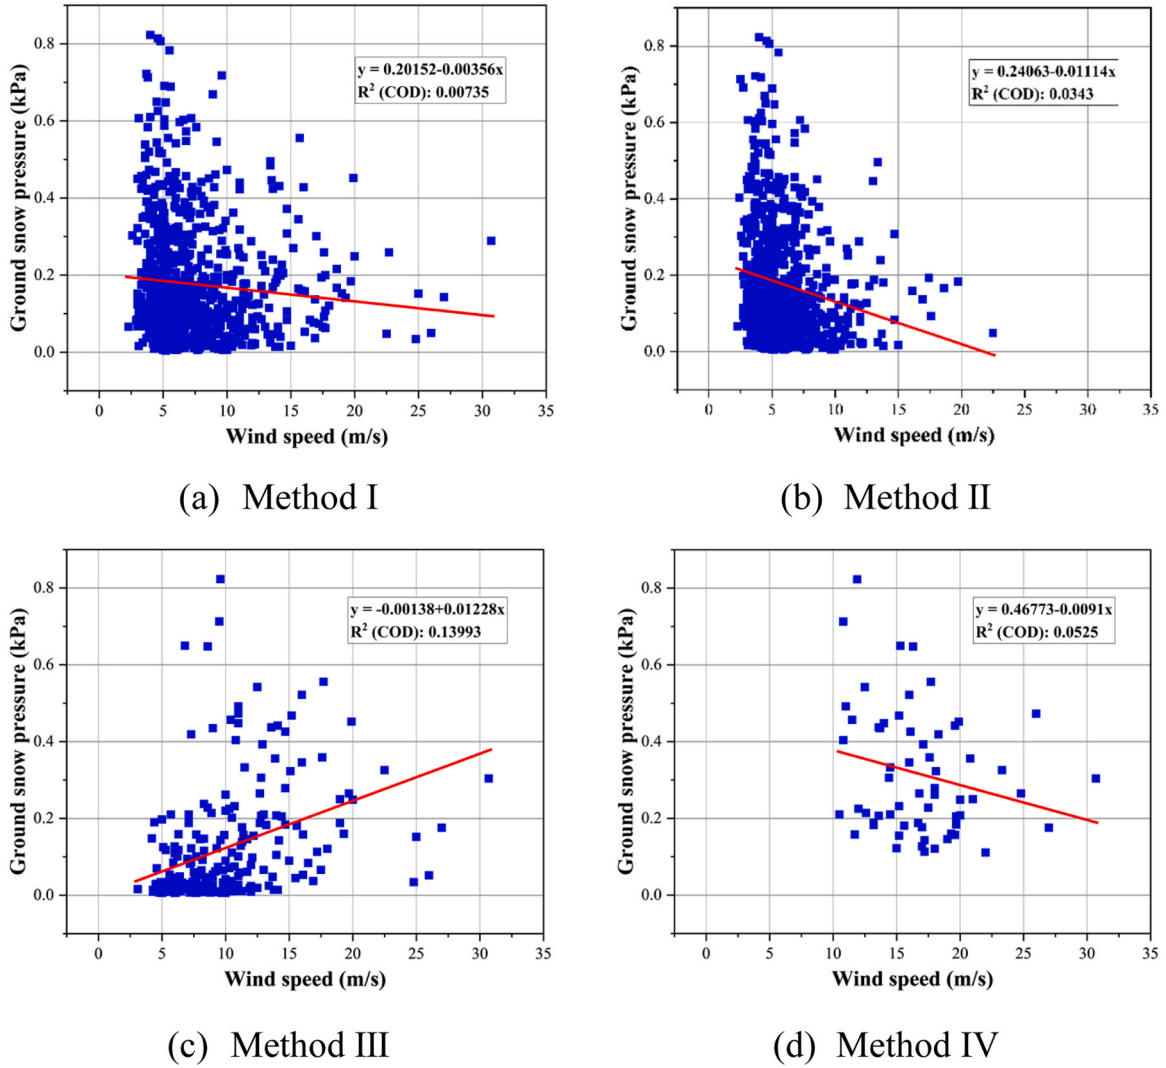 Ground snow pressure (kPa)
0.8
0.6
0.4
0.2
0.0
y = 0.20152-0.00356x
R² (COD): 0.00735
0 5 10 15 20 25 30 35
Wind speed (m/s)
(a) Method I
Ground snow pressure (kPa)
0.8
0.6
0.4
0.2
0.0
y = 0.24063-0.01114x
R² (COD): 0.0343
0 5 10 15 20 25 30 35
Wind speed (m/s)
(b) Method II
Ground snow pressure (kPa)
0.8
0.6
0.4
0.2
0.0
y = -0.00138+0.01228x
R² (COD): 0.13993
0 5 10 15 20 25 30 35
Wind speed (m/s)
(c) Method III
Ground snow pressure (kPa)
0.8
0.6
0.4
0.2
0.0
y = 0.46773-0.0091x
R² (COD): 0.0525
0 5 10 15 20 25 30 35
Wind speed (m/s)
(d) Method IV